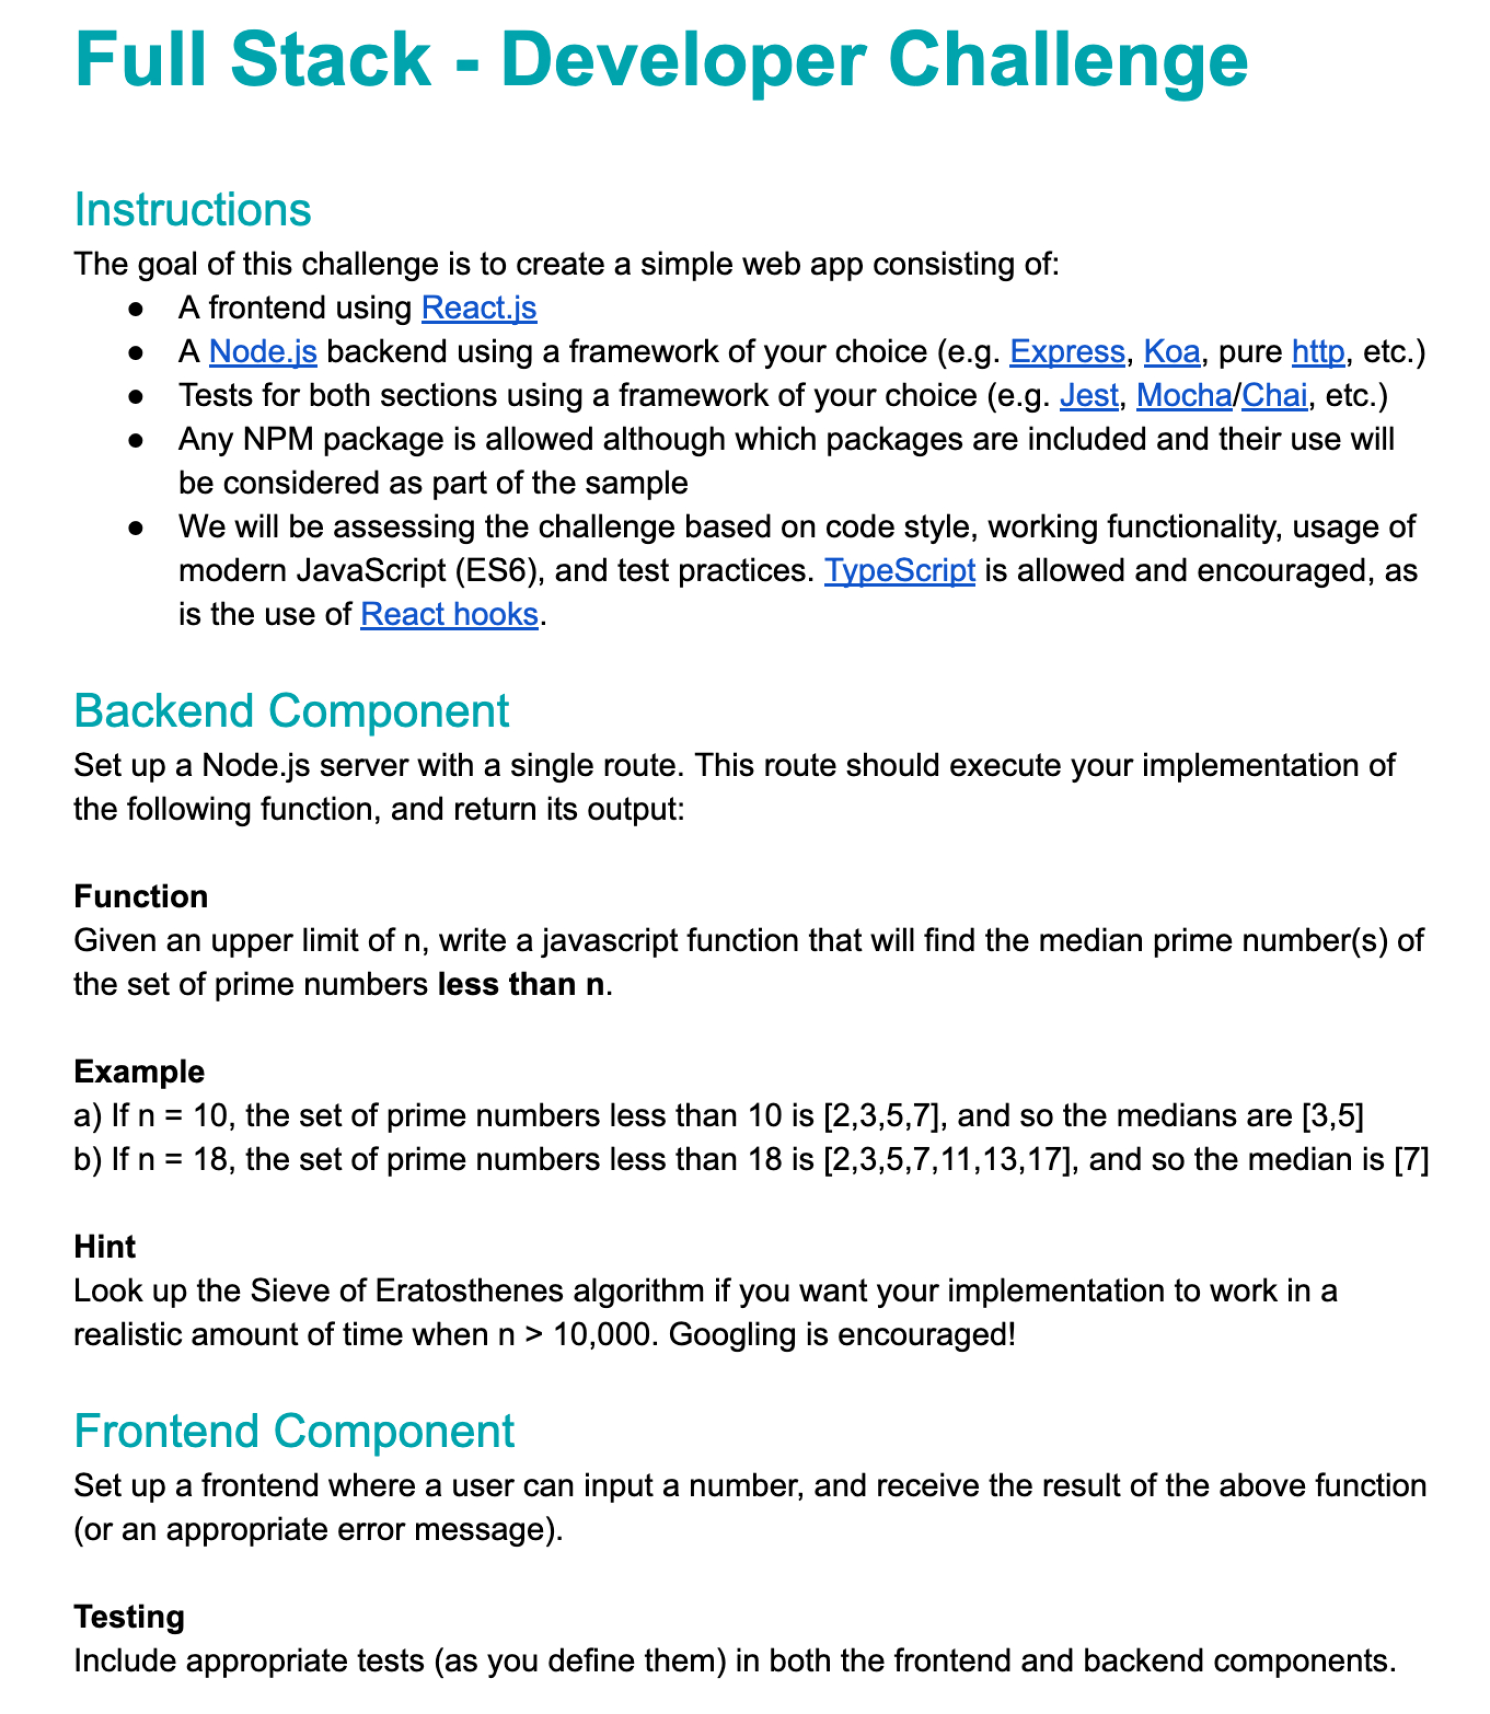 Full Stack - Developer Challenge
Instructions
The goal of this challenge is to create a simple web app consisting of:
● A frontend using React.js
● A Node.js backend using a framework of your choice (e.g. Express, Koa, pure http, etc.)
● Tests for both sections using a framework of your choice (e.g. Jest, Mocha/Chai, etc.)
● Any NPM package is allowed although which packages are included and their use will
be considered as part of the sample
● We will be assessing the challenge based on code style, working functionality, usage of
modern JavaScript (ES6), and test practices. TypeScript is allowed and encouraged, as
is the use of React hooks.
Backend Component
Set up a Node.js server with a single route. This route should execute your implementation of
the following function, and return its output:
Function
Given an upper limit of n, write a javascript function that will find the median prime number(s) of
the set of prime numbers less than n.
Example
a) If n = 10, the set of prime numbers less than 10 is [2,3,5,7], and so the medians are [3,5]
b) If n = 18, the set of prime numbers less than 18 is [2,3,5,7,11,13,17], and so the median is [7]
Hint
Look up the Sieve of Eratosthenes algorithm if you want your implementation to work in a
realistic amount of time when n > 10,000. Googling is encouraged!
Frontend Component
Set up a frontend where a user can input a number, and receive the result of the above function
(or an appropriate error message).
Testing
Include appropriate tests (as you define them) in both the frontend and backend components.